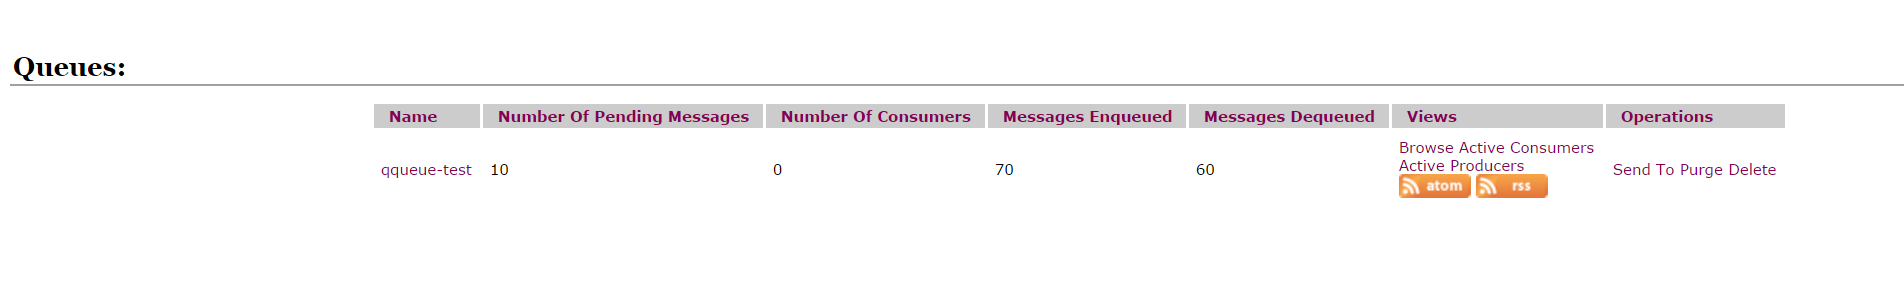 Queues:
Name Number Of Pending Messages Number Of Consumers Messages Enqueued Messages Dequeued Views Operations
qqueue-test 10 0 70 60 Browse Active Consumers
Active Producers
atom rss
Send To Purge Delete